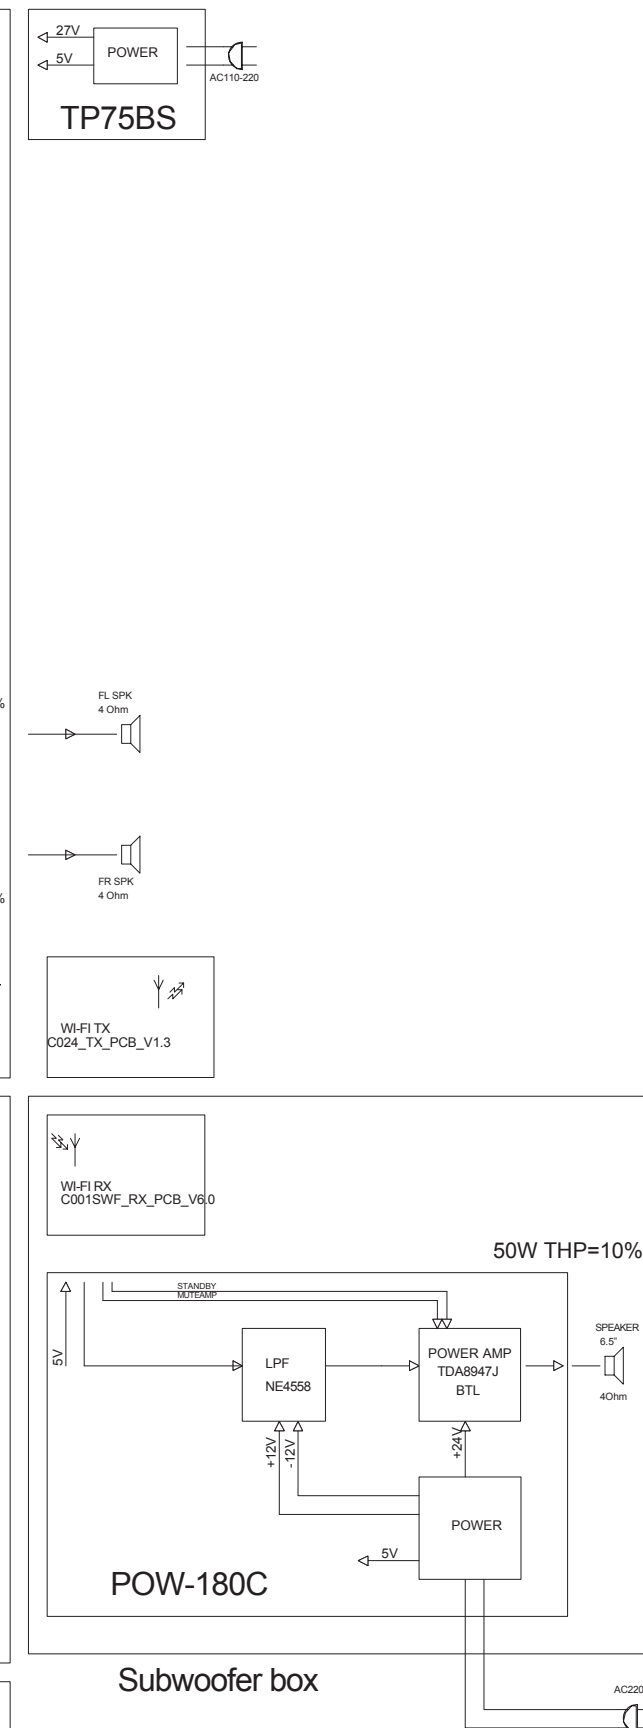 27V
POWER
5V
AC110-220
TP75BS
FL SPK
4 Ohm
FR SPK
4 Ohm
WI-FI TX
C024_TX_PCB_V1.3
WI-FI RX
C001SWF_RX_PCB_V6.0
50W THP=10%
STANDBY
MUTEAMP
5V
LPF
NE4558
POWER AMP
TDA8947J
BTL
SPEAKER
6.5"
4Ohm
+12V
-12V
+24V
POWER
5V
POW-180C
Subwoofer box
AC220
%
%